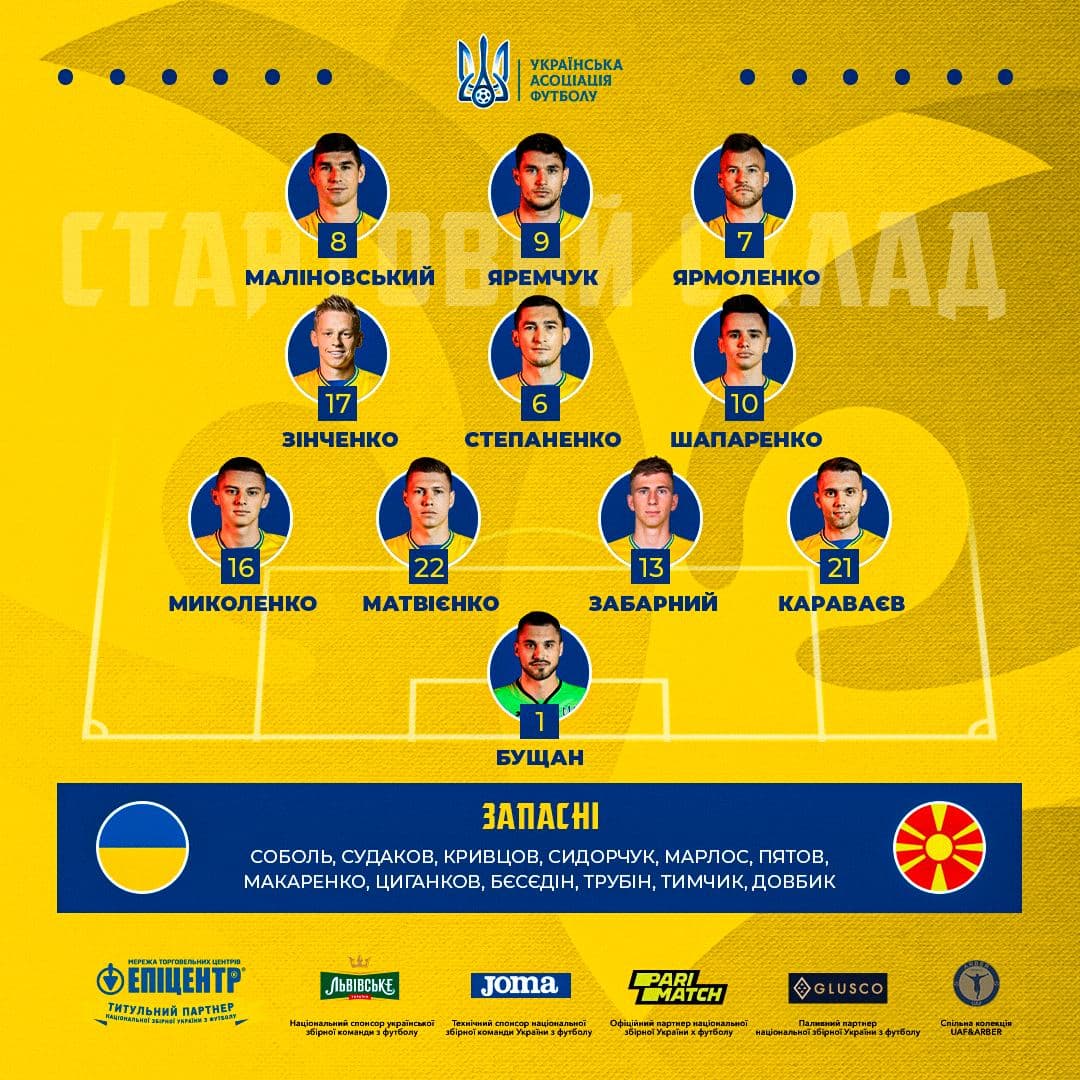 УКРАЇНСЬКА
АСОЦІАЦІЯ
ФУТБОЛУ
СТАРТОВИЙ СКЛАД
8 9 7
МАЛІНОВСЬКИЙ ЯРЕМЧУК ЯРМОЛЕНКО
17 6 10
ЗІНЧЕНКО СТЕПАНЕНКО ШАПАРЕНКО
16 22 13 21
МИКОЛЕНКО МАТВІЄНКО ЗАБАРНИЙ КАРАВАЄВ
1
БУЩАН
ЗАПАСНІ
СОБОЛЬ, СУДАКОВ, КРИВЦОВ, СИДОРЧУК, МАРЛОС, ПЯТОВ,
МАКАРЕНКО, ЦИГАНКОВ, БЄСЄДІН, ТРУБІН, ТИМЧИК, ДОВБИК
МЕРЕЖА ТОРГОВЕЛЬНИХ ЦЕНТРІВ
ЕПІЦЕНТР
ТИТУЛЬНИЙ ПАРТНЕР
НАЦІОНАЛЬНОЇ ЗБІРНОЇ УКРАЇНИ З ФУТБОЛУ
ЛЬВІВСЬКЕ
Національний спонсор української
збірної команди з футболу
JOMA
Технічний спонсор національної
збірної команди України з футболу
PARI
MATCH
Офіційний партнер національної
збірної України х футболу
GLUSCO
Паливний партнер
національної збірної України з футболу
ARBER
UAF
Спільна колекція
UAF&ARBER